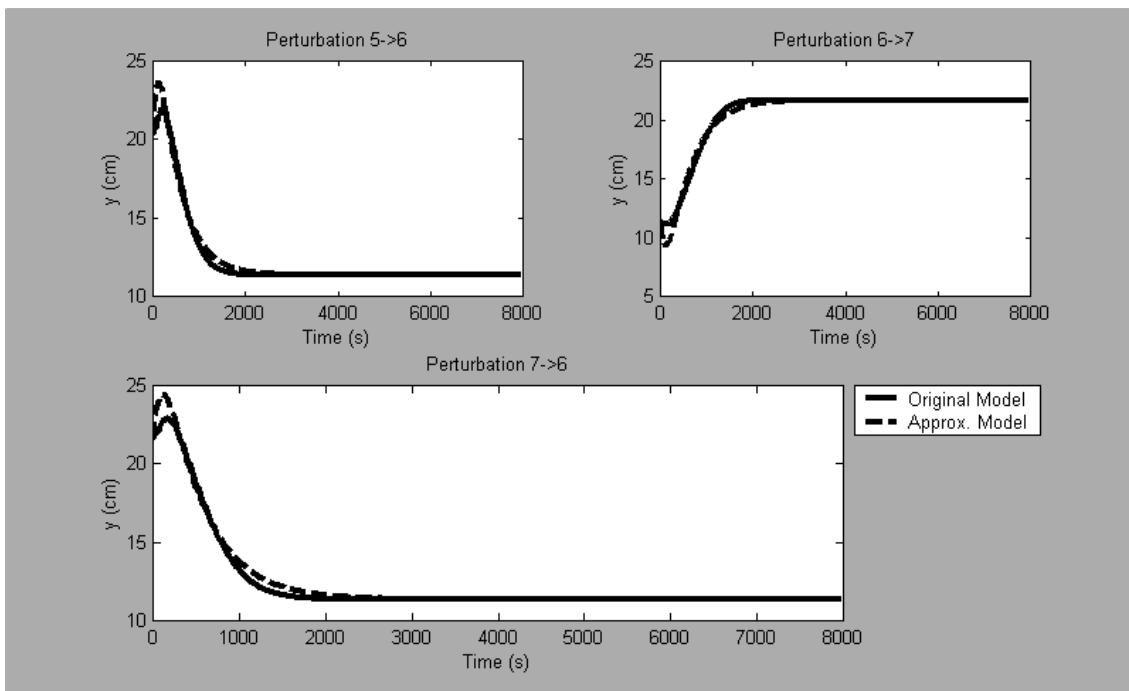 Perturbation 5->6
25
20
15
10
y (cm)
0 2000 4000 6000 8000
Time (s)
Perturbation 6->7
25
20
15
10
5
y (cm)
0 2000 4000 6000 8000
Time (s)
Perturbation 7->6
25
20
15
10
y (cm)
0 1000 2000 3000 4000 5000 6000 7000 8000
Time (s)
Original Model
Approx. Model